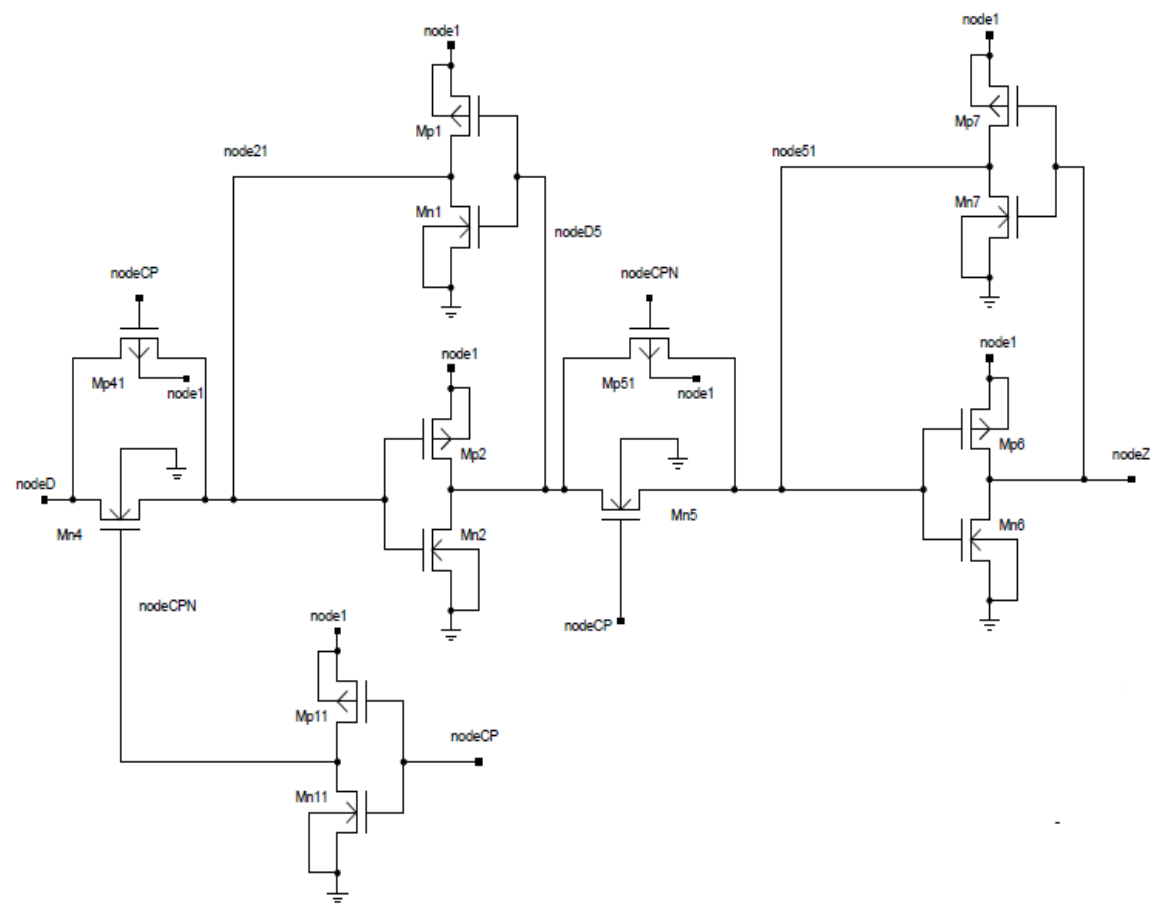 node1
node1
Mp1
Mp7
node21
node51
Mn1
Mn7
nodeD5
nodeCP
nodeCPN
node1
node1
Mp41
node1
Mp51
node1
Mp2
Mp6
nodeD
nodeZ
Mn4
Mn2
Mn5
Mn6
nodeCPN
node1
nodeCP
Mp11
nodeCP
Mn11
-